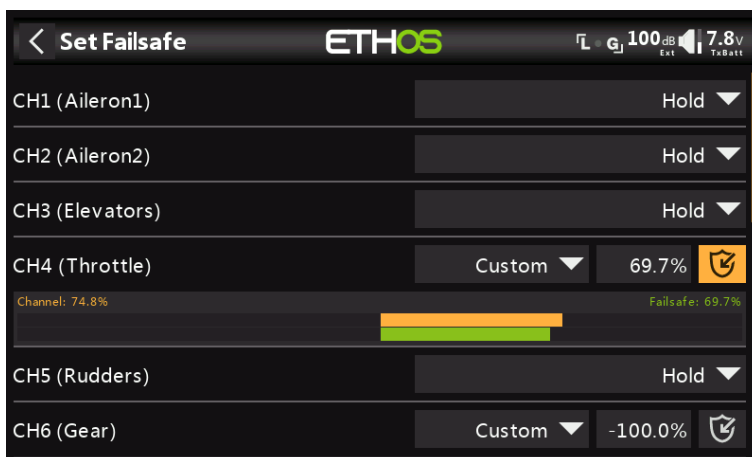 Set Failsafe ETHOS L G 100dB Ext 7.8V TxBatt
CH1 (Aileron1) Hold
CH2 (Aileron2) Hold
CH3 (Elevators) Hold
CH4 (Throttle) Custom 69.7%
Channel: 74.8% Failsafe: 69.7%
CH5 (Rudders) Hold
CH6 (Gear) Custom -100.0%